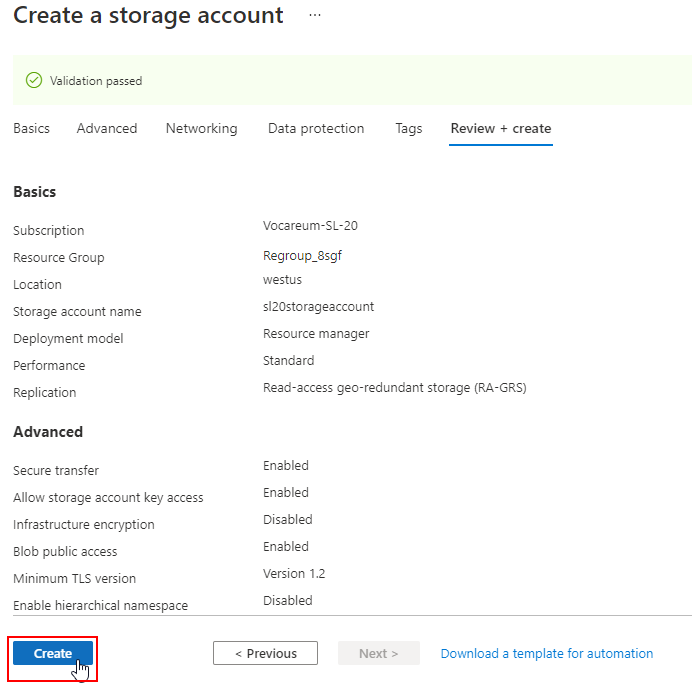 Create a storage account ...
Validation passed
Basics Advanced Networking Data protection Tags Review + create
Basics
Subscription Vocareum-SL-20
Resource Group Regroup_8sgf
Location westus
Storage account name sl20storageaccount
Deployment model Resource manager
Performance Standard
Replication Read-access geo-redundant storage (RA-GRS)
Advanced
Secure transfer Enabled
Allow storage account key access Enabled
Infrastructure encryption Disabled
Blob public access Enabled
Minimum TLS version Version 1.2
Enable hierarchical namespace Disabled
Create < Previous Next > Download a template for automation